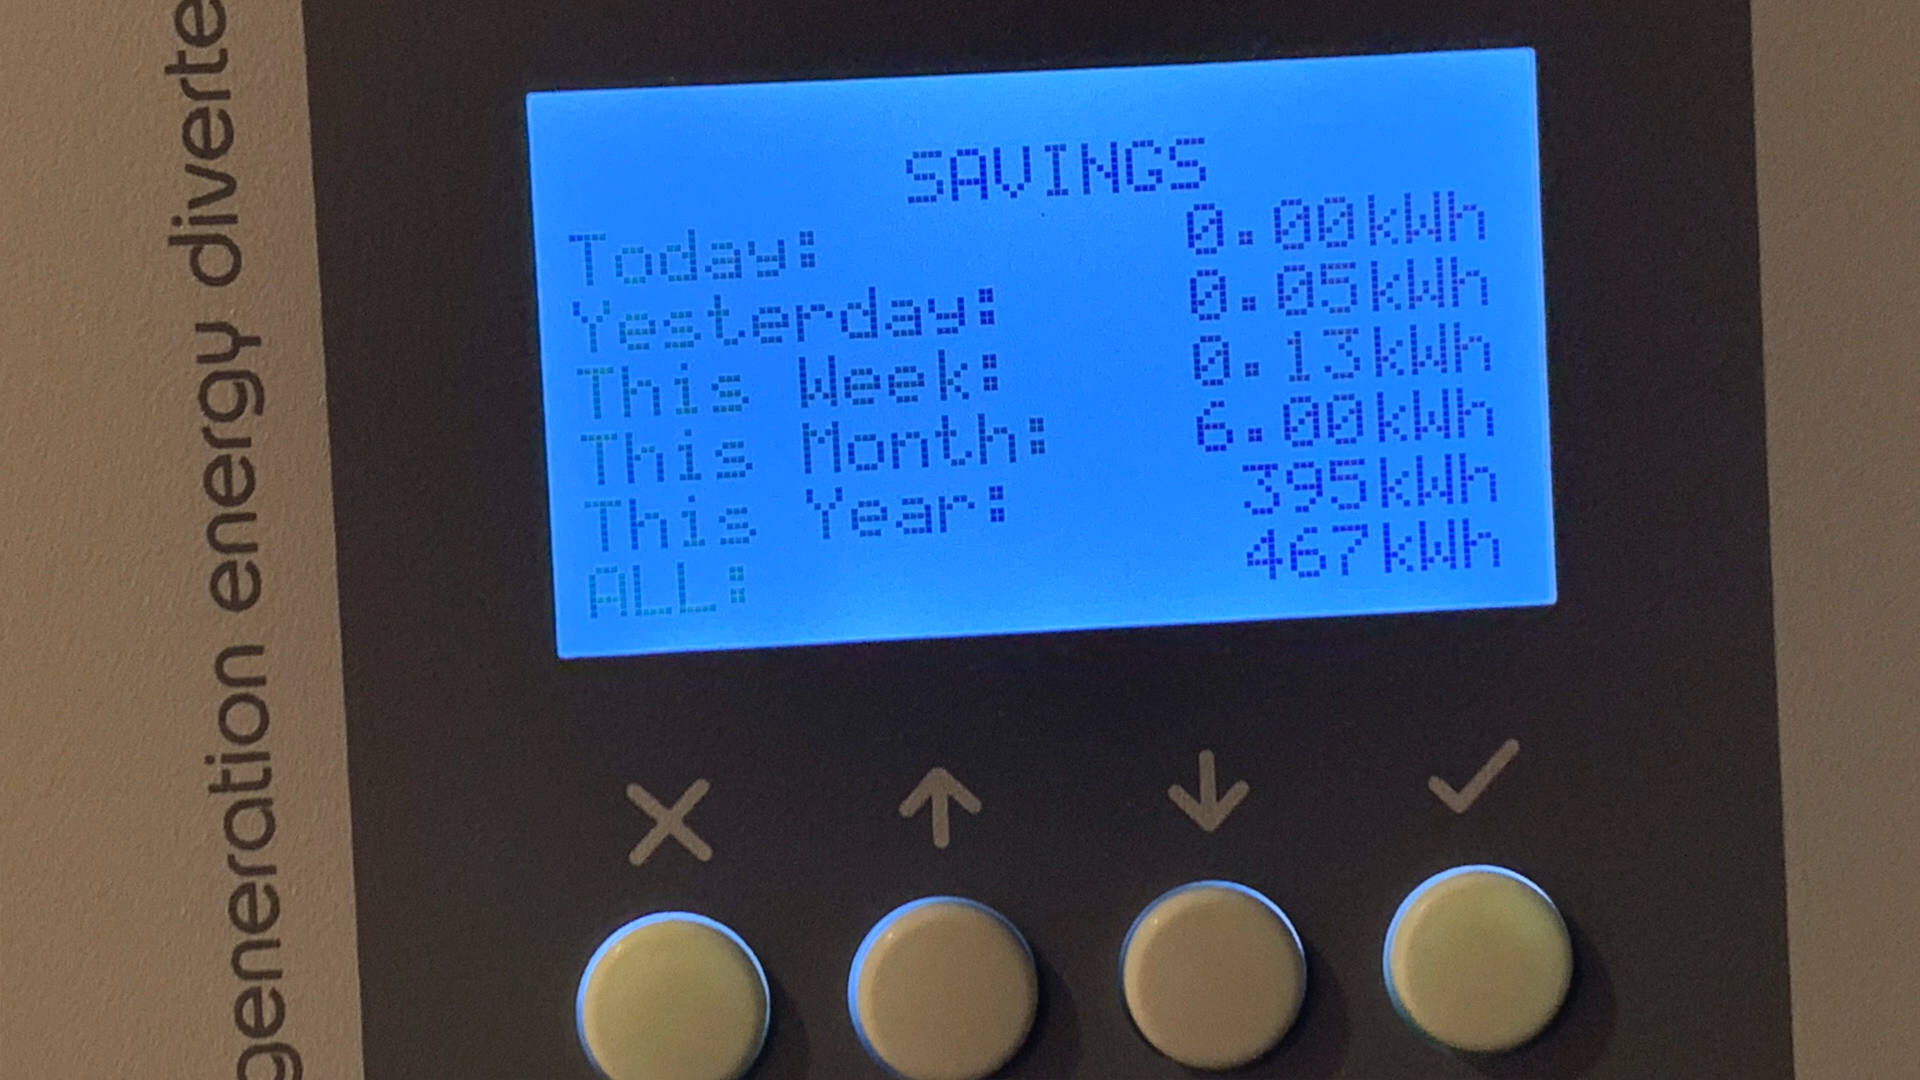 generation energy diverte
SAVINGS
Today: 0.00kWh
Yesterday: 0.05kWh
This Week: 0.13kWh
This Month: 6.00kWh
This Year: 395kWh
ALL: 467kWh